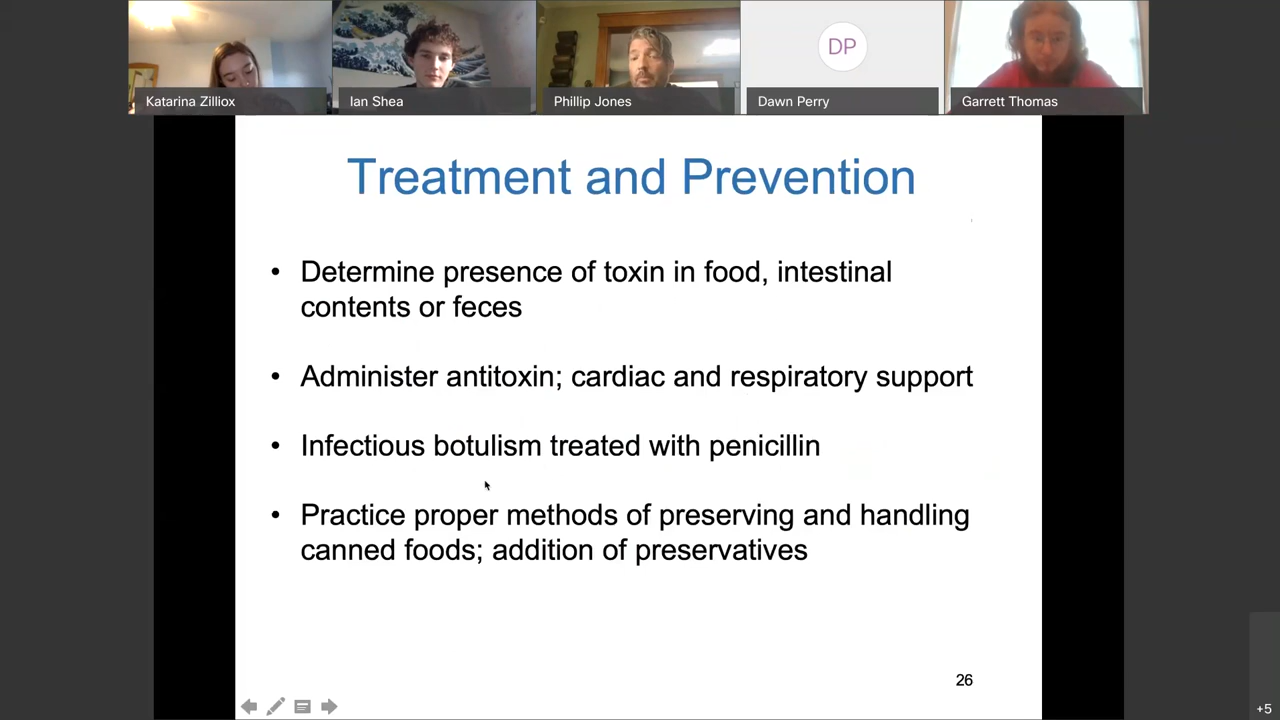 Katarina Zilliox
Ian Shea
Phillip Jones
DP
Dawn Perry
Garrett Thomas
Treatment and Prevention
• Determine presence of toxin in food, intestinal
contents or feces
• Administer antitoxin; cardiac and respiratory support
• Infectious botulism treated with penicillin
• Practice proper methods of preserving and handling
canned foods; addition of preservatives
26
+5